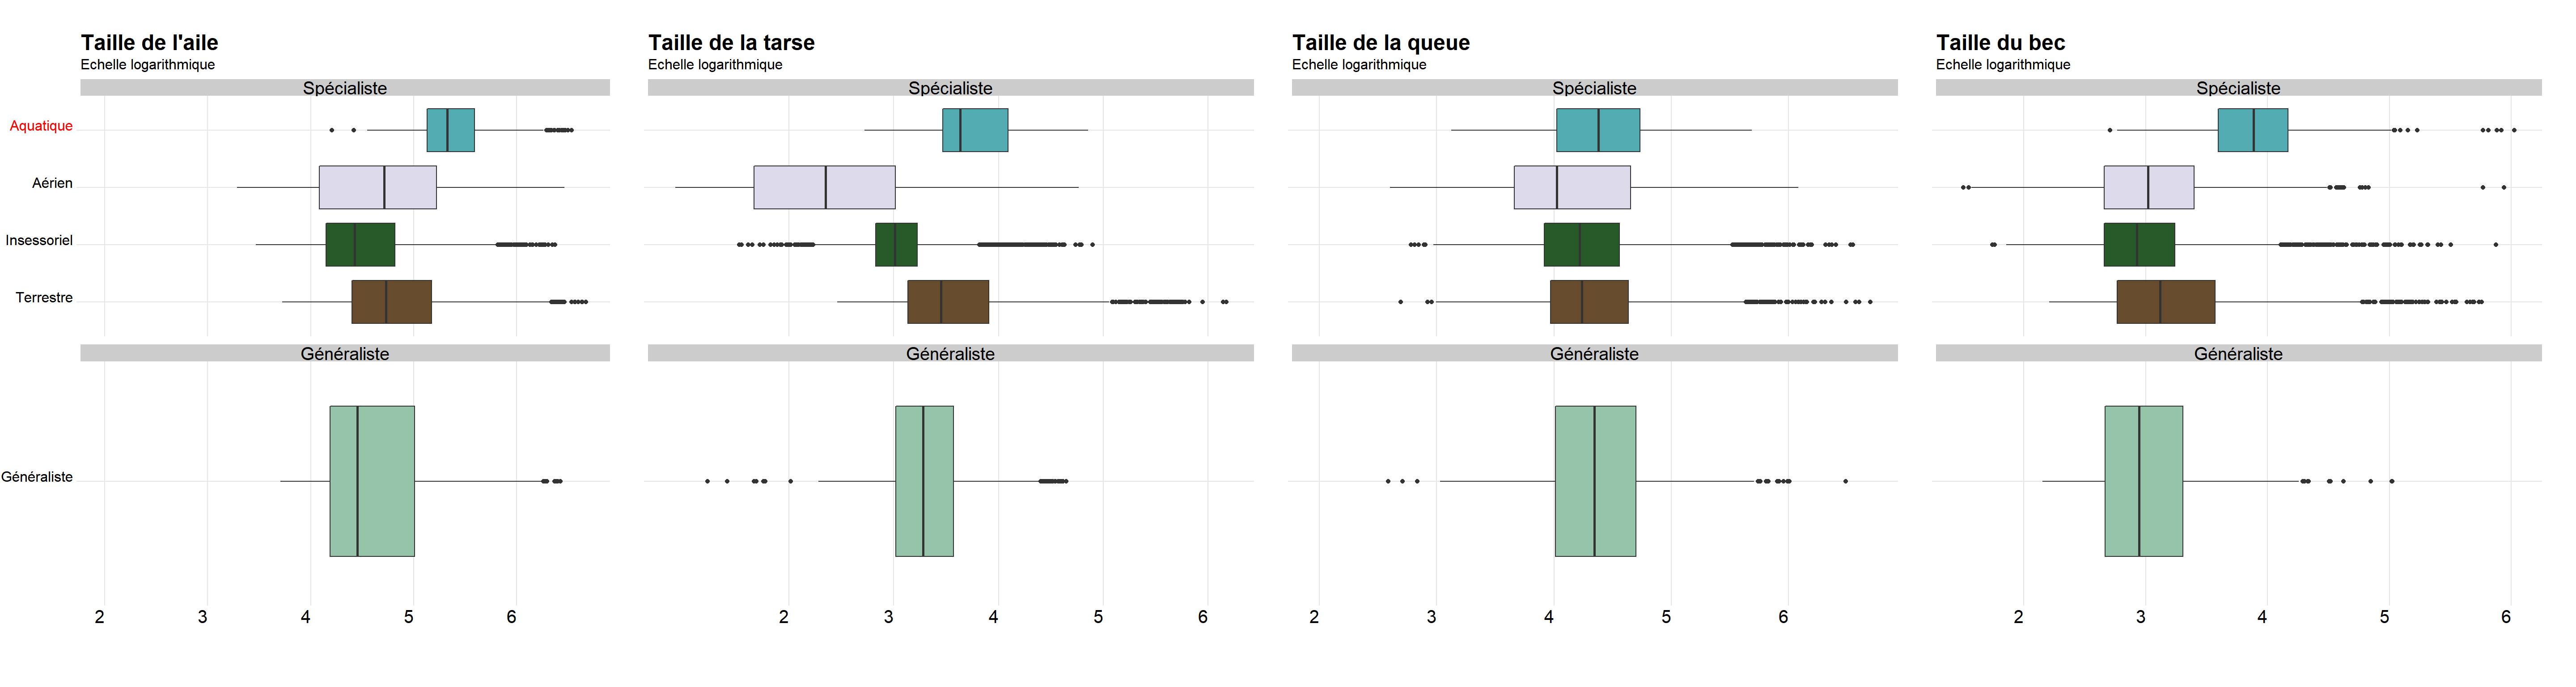 Taille de l'aile
Echelle logarithmique
Spécialiste
Aquatique
Aérien
Insessoriel
Terrestre
Généraliste
Généraliste
2 3 4 5 6
Taille de la tarse
Echelle logarithmique
Spécialiste
Généraliste
2 3 4 5 6
Taille de la queue
Echelle logarithmique
Spécialiste
Généraliste
2 3 4 5 6
Taille du bec
Echelle logarithmique
Spécialiste
Généraliste
2 3 4 5 6